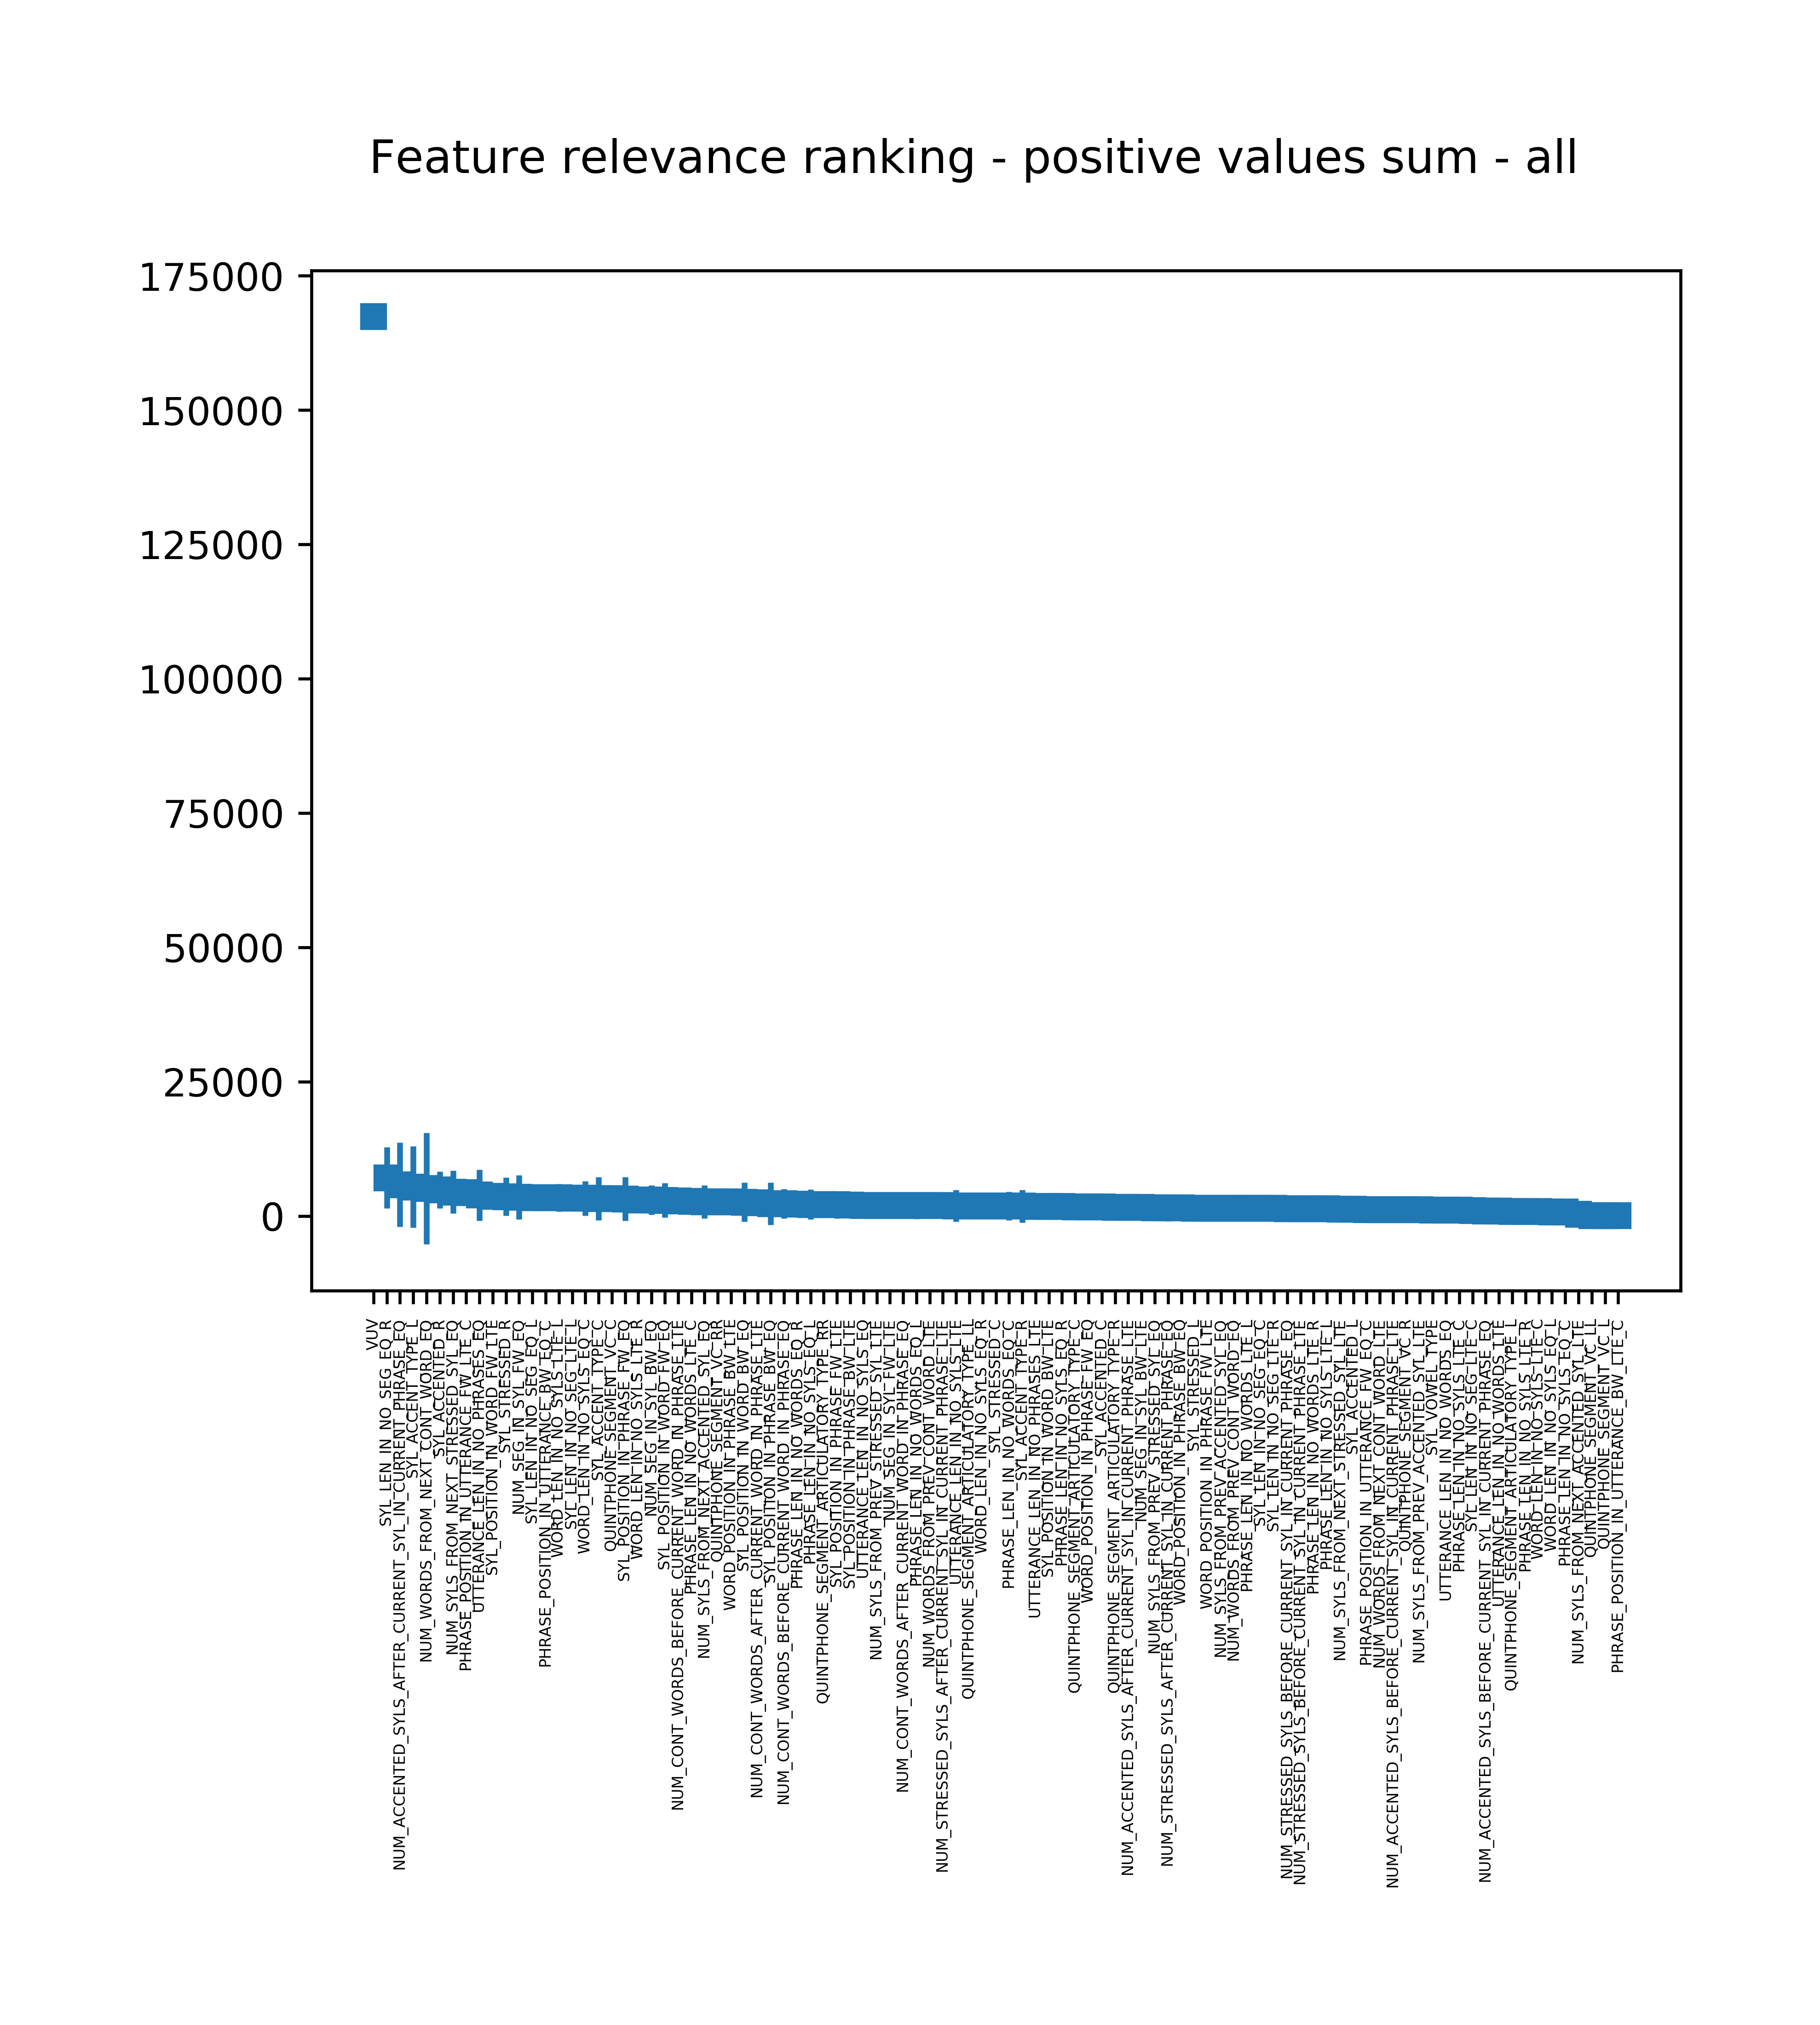 Feature relevance ranking - positive values sum - all
175000
150000
125000
100000
75000
50000
25000
0
VUV
SYL_LEN_IN_NO_SEG_EQ_R
NUM_ACCENTED_SYLS_AFTER_CURRENT_SYL_IN_CURRENT_PHRASE_EQ
SYL_ACCENT_TYPE_L
NUM_WORDS_FROM_NEXT_CONT_WORD_EQ
SYL_ACCENTED_R
NUM_SYLS_FROM_NEXT_STRESSED_SYL_EQ
PHRASE_POSITION_IN_UTTERANCE_FW_LTE_C
UTTERANCE_LEN_IN_NO_PHRASES_EQ
SYL_POSITION_IN_WORD_FW_LTE
SYL_STRESSED_R
NUM_SEG_IN_SYL_FW_EQ
SYL_LEN_IN_NO_SEG_EQ_L
PHRASE_POSITION_IN_UTTERANCE_BW_EQ_C
WORD_LEN_IN_NO_SYLS_LTE_L
SYL_LEN_IN_NO_SEG_LTE_L
WORD_LEN_IN_NO_SYLS_EQ_C
SYL_ACCENT_TYPE_C
QUINTPHONE_SEGMENT_VC_C
SYL_POSITION_IN_PHRASE_FW_EQ
WORD_LEN_IN_NO_SYLS_LTE_R
NUM_SEG_IN_SYL_BW_EQ
SYL_POSITION_IN_WORD_FW_EQ
NUM_CONT_WORDS_BEFORE_CURRENT_WORD_IN_PHRASE_LTE
PHRASE_LEN_IN_NO_WORDS_LTE_C
NUM_SYLS_FROM_NEXT_ACCENTED_SYL_EQ
QUINTPHONE_SEGMENT_VC_RR
WORD_POSITION_IN_PHRASE_BW_LTE
SYL_POSITION_IN_WORD_BW_EQ
NUM_CONT_WORDS_AFTER_CURRENT_WORD_IN_PHRASE_LTE
SYL_POSITION_IN_PHRASE_BW_EQ
NUM_CONT_WORDS_BEFORE_CURRENT_WORD_IN_PHRASE_EQ
PHRASE_LEN_IN_NO_WORDS_EQ_R
PHRASE_LEN_IN_NO_SYLS_EQ_L
QUINTPHONE_SEGMENT_ARTICULATORY_TYPE_RR
SYL_POSITION_IN_PHRASE_FW_LTE
SYL_POSITION_IN_PHRASE_BW_LTE
UTTERANCE_LEN_IN_NO_SYLS_EQ
NUM_SYLS_FROM_PREV_STRESSED_SYL_LTE
NUM_SEG_IN_SYL_FW_LTE
NUM_CONT_WORDS_AFTER_CURRENT_WORD_IN_PHRASE_EQ
PHRASE_LEN_IN_NO_WORDS_EQ_L
NUM_WORDS_FROM_PREV_CONT_WORD_LTE
NUM_STRESSED_SYLS_AFTER_CURRENT_SYL_IN_CURRENT_PHRASE_LTE
UTTERANCE_LEN_IN_NO_SYLS_LTE
QUINTPHONE_SEGMENT_ARTICULATORY_TYPE_LL
WORD_LEN_IN_NO_SYLS_EQ_R
SYL_STRESSED_C
PHRASE_LEN_IN_NO_WORDS_EQ_C
SYL_ACCENT_TYPE_R
UTTERANCE_LEN_IN_NO_PHRASES_LTE
SYL_POSITION_IN_WORD_BW_LTE
PHRASE_LEN_IN_NO_SYLS_EQ_R
QUINTPHONE_SEGMENT_ARTICULATORY_TYPE_C
WORD_POSITION_IN_PHRASE_FW_EQ
SYL_ACCENTED_C
QUINTPHONE_SEGMENT_ARTICULATORY_TYPE_R
NUM_ACCENTED_SYLS_AFTER_CURRENT_SYL_IN_CURRENT_PHRASE_LTE
NUM_SEG_IN_SYL_BW_LTE
NUM_SYLS_FROM_PREV_STRESSED_SYL_EQ
NUM_STRESSED_SYLS_AFTER_CURRENT_SYL_IN_CURRENT_PHRASE_EQ
WORD_POSITION_IN_PHRASE_BW_EQ
SYL_STRESSED_L
WORD_POSITION_IN_PHRASE_FW_LTE
NUM_SYLS_FROM_PREV_ACCENTED_SYL_EQ
NUM_WORDS_FROM_PREV_CONT_WORD_EQ
PHRASE_LEN_IN_NO_WORDS_LTE_L
SYL_LEN_IN_NO_SEG_EQ_C
SYL_LEN_IN_NO_SEG_LTE_R
NUM_STRESSED_SYLS_BEFORE_CURRENT_SYL_IN_CURRENT_PHRASE_EQ
NUM_STRESSED_SYLS_BEFORE_CURRENT_SYL_IN_CURRENT_PHRASE_LTE
PHRASE_LEN_IN_NO_WORDS_LTE_R
PHRASE_LEN_IN_NO_SYLS_LTE_L
NUM_SYLS_FROM_NEXT_STRESSED_SYL_LTE
SYL_ACCENTED_L
PHRASE_POSITION_IN_UTTERANCE_FW_EQ_C
NUM_WORDS_FROM_NEXT_CONT_WORD_LTE
NUM_ACCENTED_SYLS_BEFORE_CURRENT_SYL_IN_CURRENT_PHRASE_LTE
QUINTPHONE_SEGMENT_VC_R
NUM_SYLS_FROM_PREV_ACCENTED_SYL_LTE
SYL_VOWEL_TYPE
UTTERANCE_LEN_IN_NO_WORDS_EQ
PHRASE_LEN_IN_NO_SYLS_LTE_C
SYL_LEN_IN_NO_SEG_LTE_C
NUM_ACCENTED_SYLS_BEFORE_CURRENT_SYL_IN_CURRENT_PHRASE_EQ
UTTERANCE_LEN_IN_NO_WORDS_LTE
QUINTPHONE_SEGMENT_ARTICULATORY_TYPE_L
PHRASE_LEN_IN_NO_SYLS_LTE_R
WORD_LEN_IN_NO_SYLS_LTE_C
WORD_LEN_IN_NO_SYLS_EQ_L
PHRASE_LEN_IN_NO_SYLS_EQ_C
NUM_SYLS_FROM_NEXT_ACCENTED_SYL_LTE
QUINTPHONE_SEGMENT_VC_LL
QUINTPHONE_SEGMENT_VC_L
PHRASE_POSITION_IN_UTTERANCE_BW_LTE_C